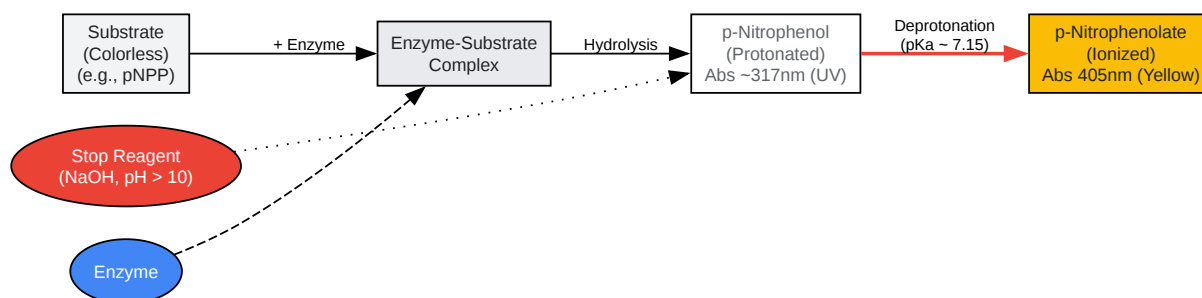 Substrate
(Colorless)
(e.g., pNPP)
+ Enzyme
Enzyme-Substrate
Complex
Hydrolysis
p-Nitrophenol
(Protonated)
Abs ~317nm (UV)
Deprotonation
(pKa ~ 7.15)
p-Nitrophenolate
(Ionized)
Abs 405nm (Yellow)
Stop Reagent
(NaOH, pH > 10)
Enzyme